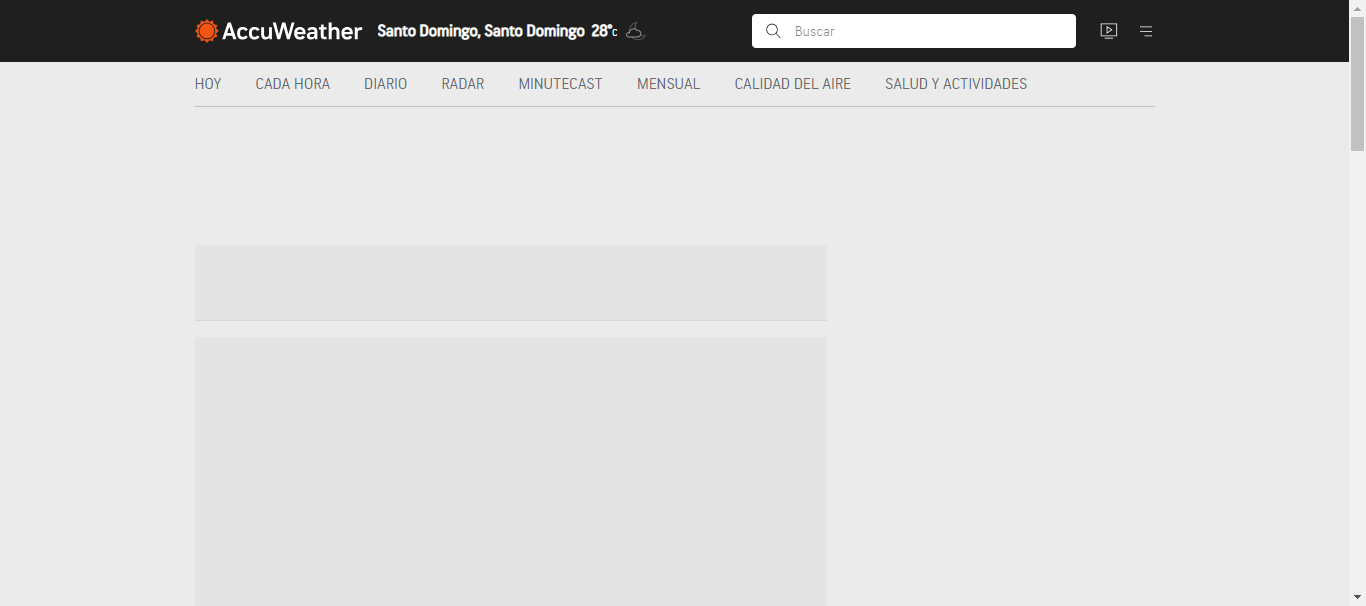 AccuWeather Santo Domingo, Santo Domingo 28°C Buscar
HOY CADA HORA DIARIO RADAR MINUTECAST MENSUAL CALIDAD DEL AIRE SALUD Y ACTIVIDADES